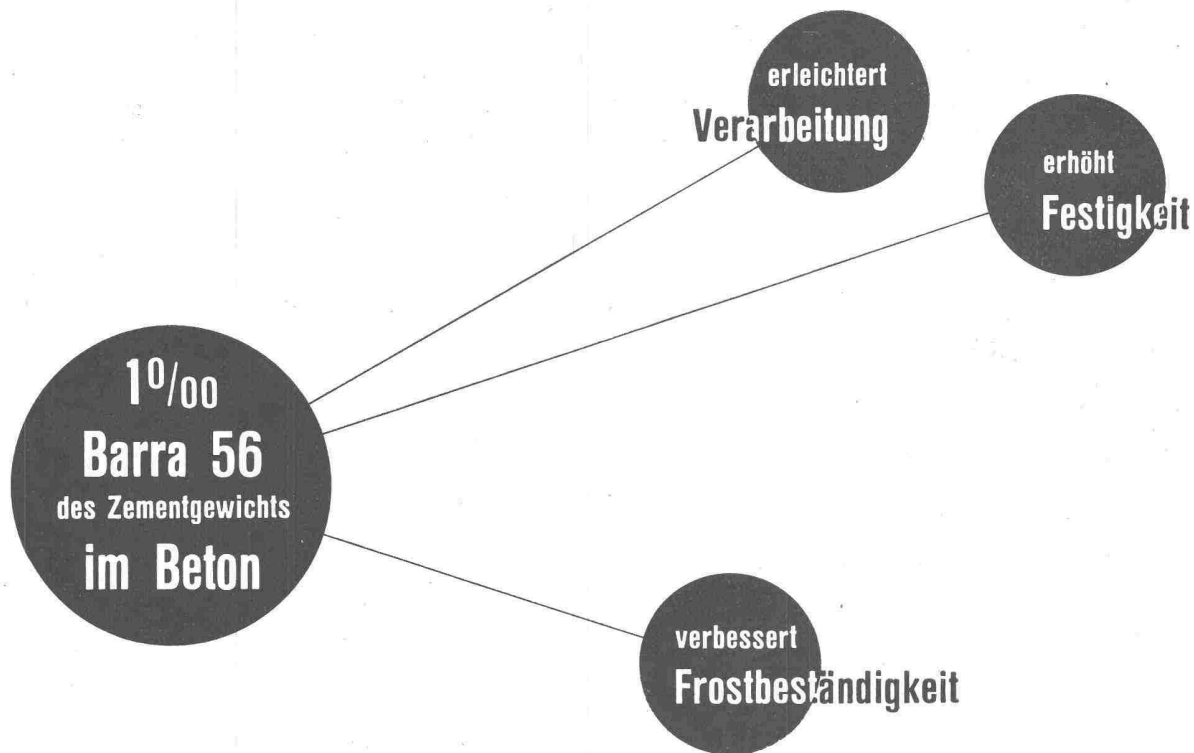 erleichtert
Verarbeitung
erhöht
Festigkeit
1⁰/₀₀
Barra 56
des Zementgewichts
im Beton
verbessert
Frostbeständigkeit